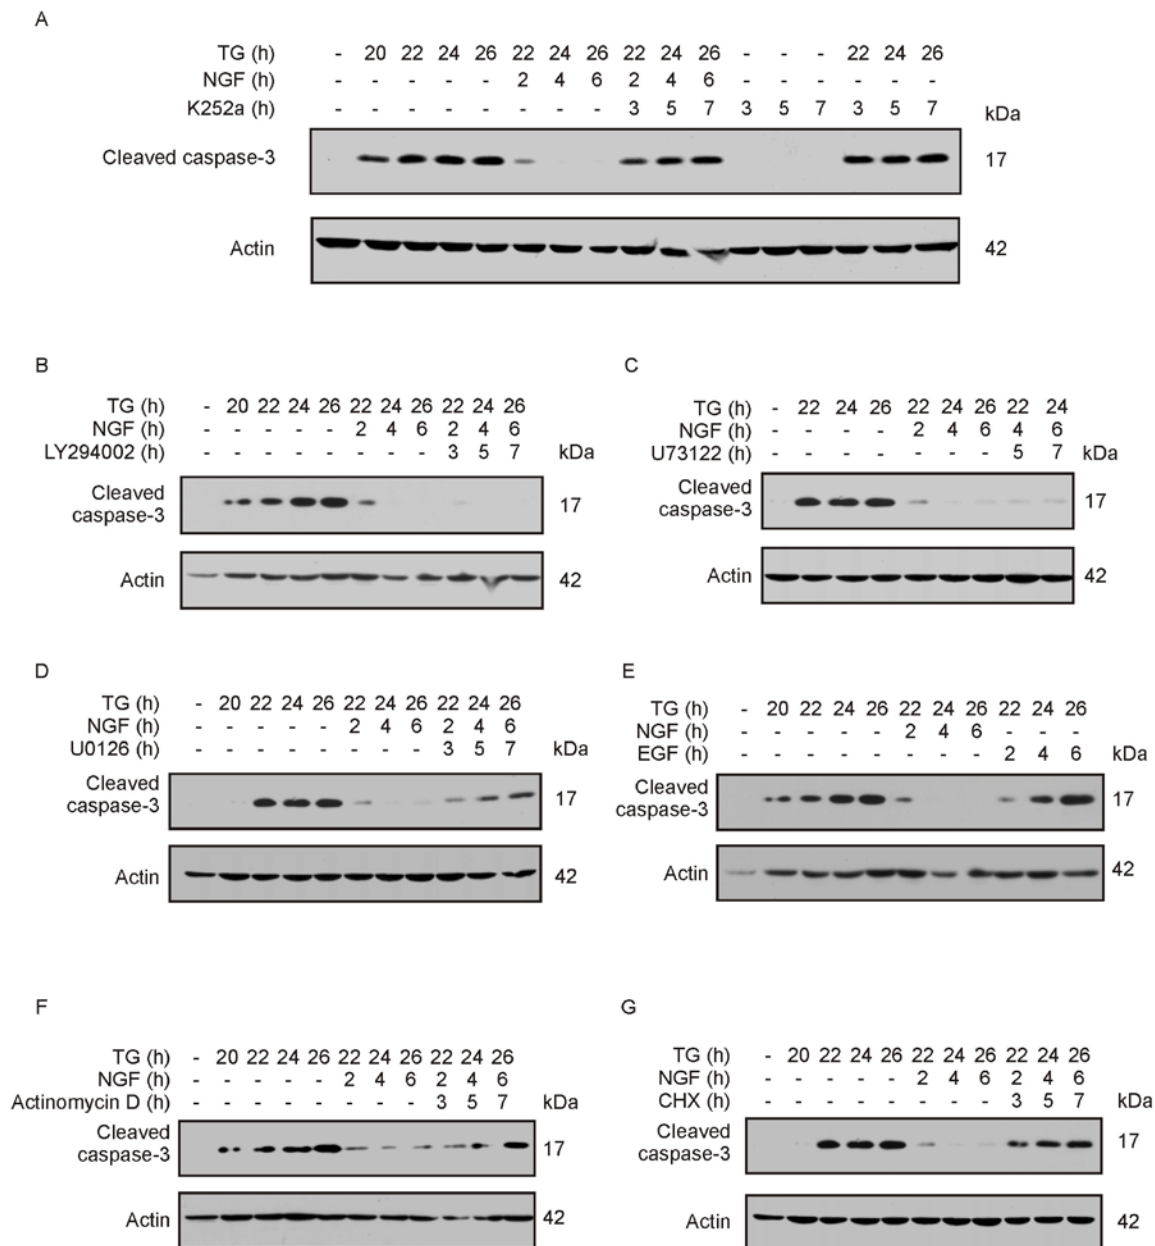 A
TG (h) - 20 22 24 26 22 24 26 22 24 26 - - - 22 24 26
NGF (h) - - - - - 2 4 6 2 4 6 - - - - - -
K252a (h) - - - - - - - - 3 5 7 3 5 7 3 5 7
kDa
Cleaved caspase-3 17
Actin 42
B
TG (h) - 20 22 24 26 22 24 26 22 24 26
NGF (h) - - - - - 2 4 6 2 4 6
LY294002 (h) - - - - - - - - 3 5 7 kDa
Cleaved
caspase-3 17
Actin 42
C
TG (h) - 22 24 26 22 24 26 22 24
NGF (h) - - - - 2 4 6 4 6
U73122 (h) - - - - - - - 5 7 kDa
Cleaved
caspase-3 17
Actin 42
D
TG (h) - 20 22 24 26 22 24 26 22 24 26
NGF (h) - - - - - 2 4 6 2 4 6
U0126 (h) - - - - - - - - 3 5 7 kDa
Cleaved
caspase-3 17
Actin 42
E
TG (h) - 20 22 24 26 22 24 26 22 24 26
NGF (h) - - - - - 2 4 6 - - -
EGF (h) - - - - - - - - 2 4 6 kDa
Cleaved
caspase-3 17
Actin 42
F
TG (h) - 20 22 24 26 22 24 26 22 24 26
NGF (h) - - - - - 2 4 6 2 4 6
Actinomycin D (h) - - - - - - - - 3 5 7 kDa
Cleaved
caspase-3 17
Actin 42
G
TG (h) - 20 22 24 26 22 24 26 22 24 26
NGF (h) - - - - - 2 4 6 2 4 6
CHX (h) - - - - - - - - 3 5 7 kDa
Cleaved
caspase-3 17
Actin 42